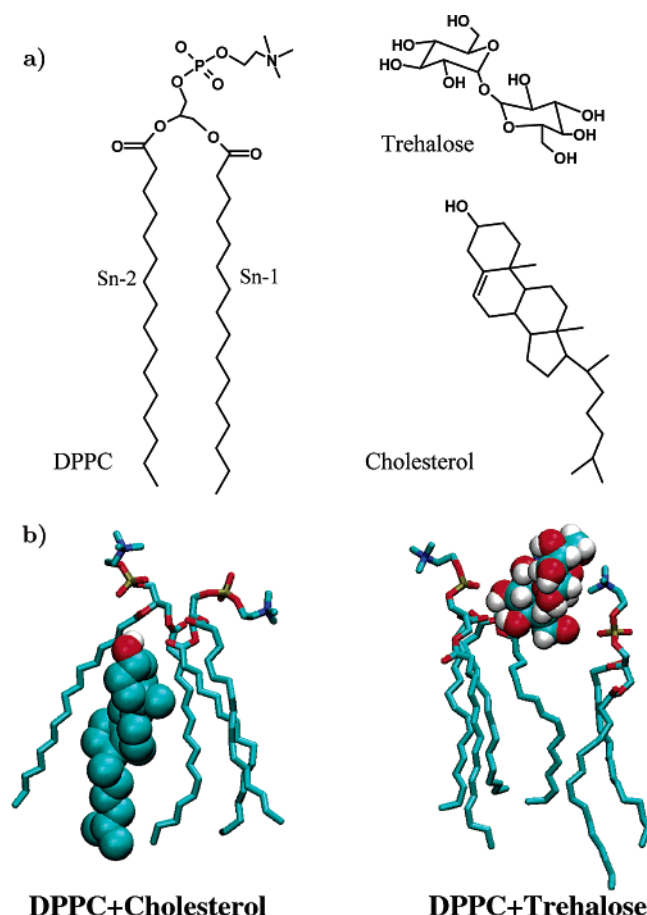 a)
O
O
P
N
O
O
O
O
O
O
Sn-2
Sn-1
DPPC
HO
HO
O
HO
OH
O
OH
OH
O
OH
HO
OH
Trehalose
HO
Cholesterol
b)
DPPC+Cholesterol
DPPC+Trehalose